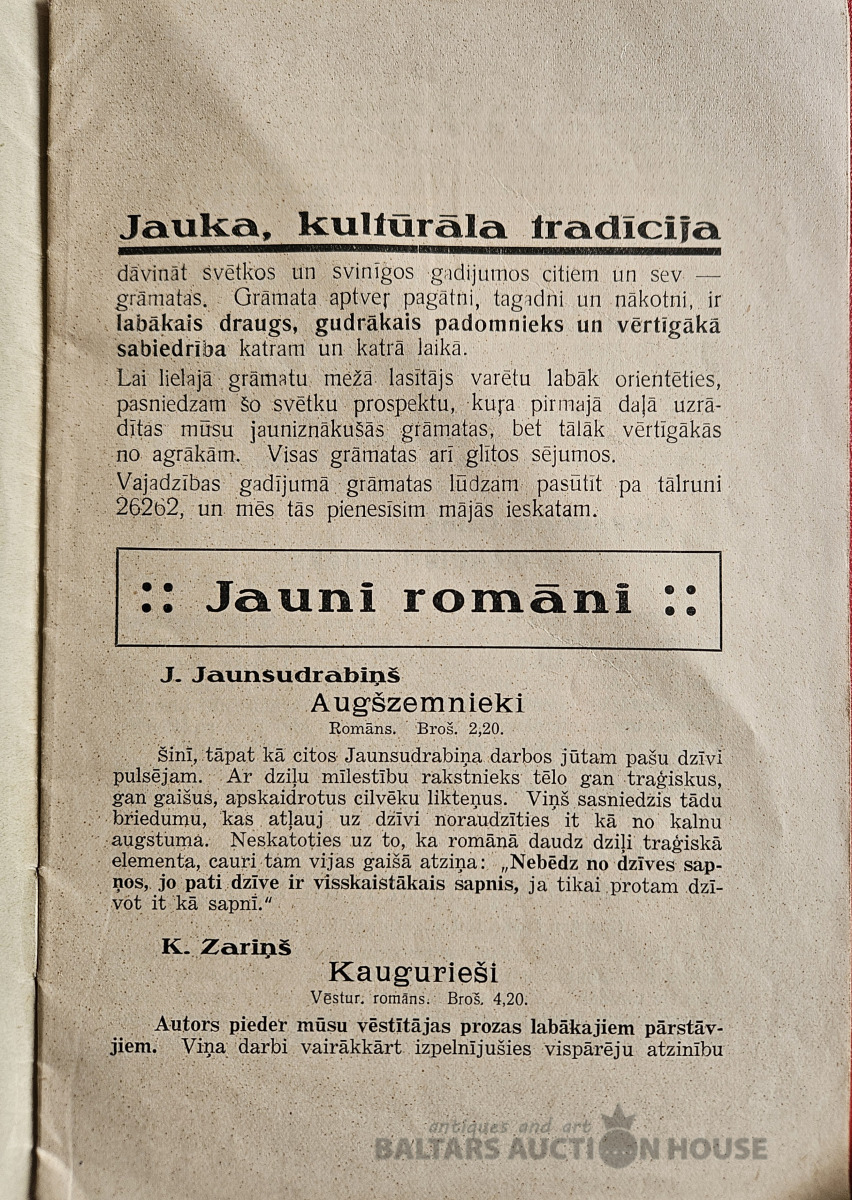 Jauka, kultūrāla tradīcija
dāvināt svētkos un svinīgos gadijumos citiem un sev —
grāmatas. Grāmata aptveŗ pagātni, tagadni un nākotni, ir
labākais draugs, gudrākais padomnieks un vērtīgākā
sabiedrība katram un katrā laikā.
Lai lielajā grāmatu mežā lasītājs varētu labāk orientēties,
pasniedzam šo svētku prospektu, kuŗa pirmajā daļā uzrā-
dītas mūsu jauniznākušās grāmatas, bet tālāk vērtīgākās
no agrākām. Visas grāmatas arī glītos sējumos.
Vajadzības gadījumā grāmatas lūdzam pasūtīt pa tālruni
26262, un mēs tās pienesīsim mājās ieskatam.
:: Jauni romāni ::
J. Jaunsudrabiņš
Augšzemnieki
Romāns. Broš. 2,20.
Šinī, tāpat kā citos Jaunsudrabiņa darbos jūtam pašu dzīvi
pulsējam. Ar dziļu mīlestību rakstnieks tēlo gan traģiskus,
gan gaišus, apskaidrotus cilvēku likteņus. Viņš sasniedzis tādu
briedumu, kas atļauj uz dzīvi noraudzīties it kā no kalnu
augstuma. Neskatoties uz to, ka romānā daudz dziļi traģiskā
elementa, cauri tam vijas gaišā atziņa: „Nebēdz no dzīves sap-
ņos, jo pati dzīve ir visskaistākais sapnis, ja tikai protam dzī-
vot it kā sapnī.“
K. Zariņš
Kaugurieši
Vēstur. romāns. Broš. 4,20.
Autors pieder mūsu vēstītājas prozas labākajiem pārstāv-
jiem. Viņa darbi vairākkārt izpelnījušies vispārēju atzinību
antiques and art
BALTARS AUCTION HOUSE